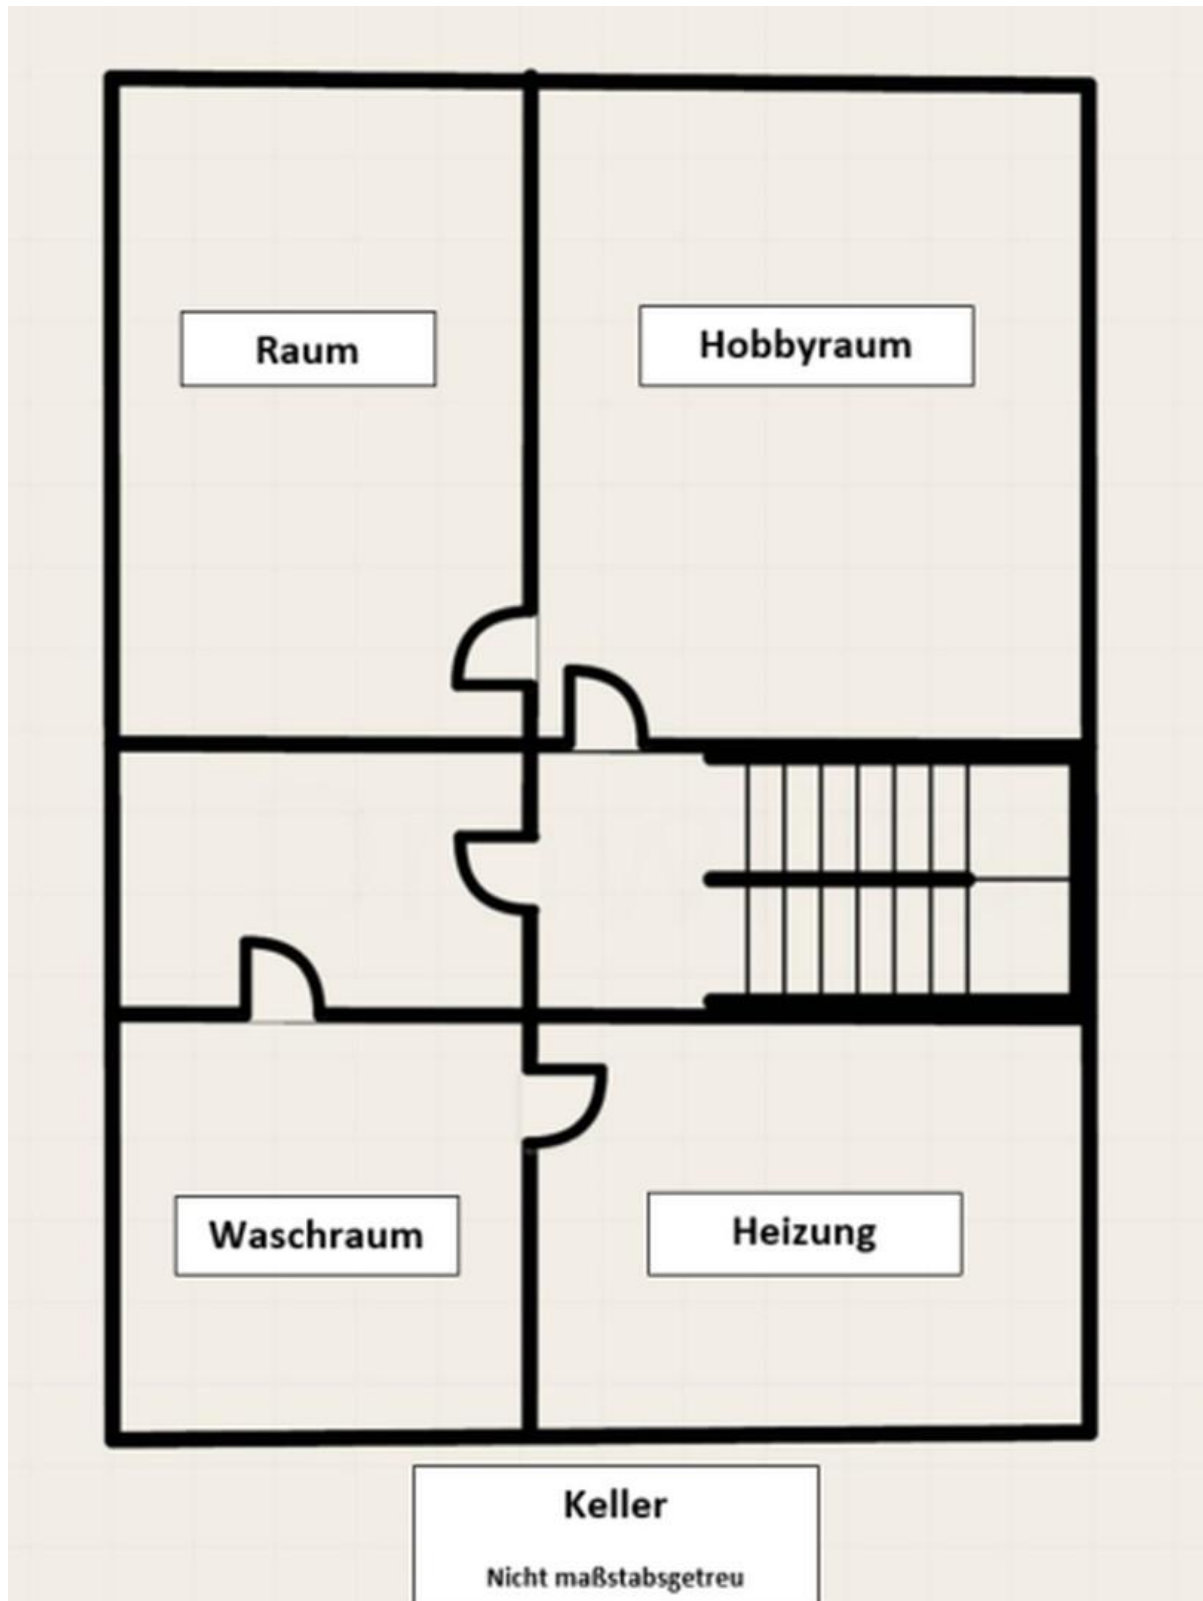 Raum
Hobbyraum
Waschraum
Heizung
Keller
Nicht maßstabsgetreu